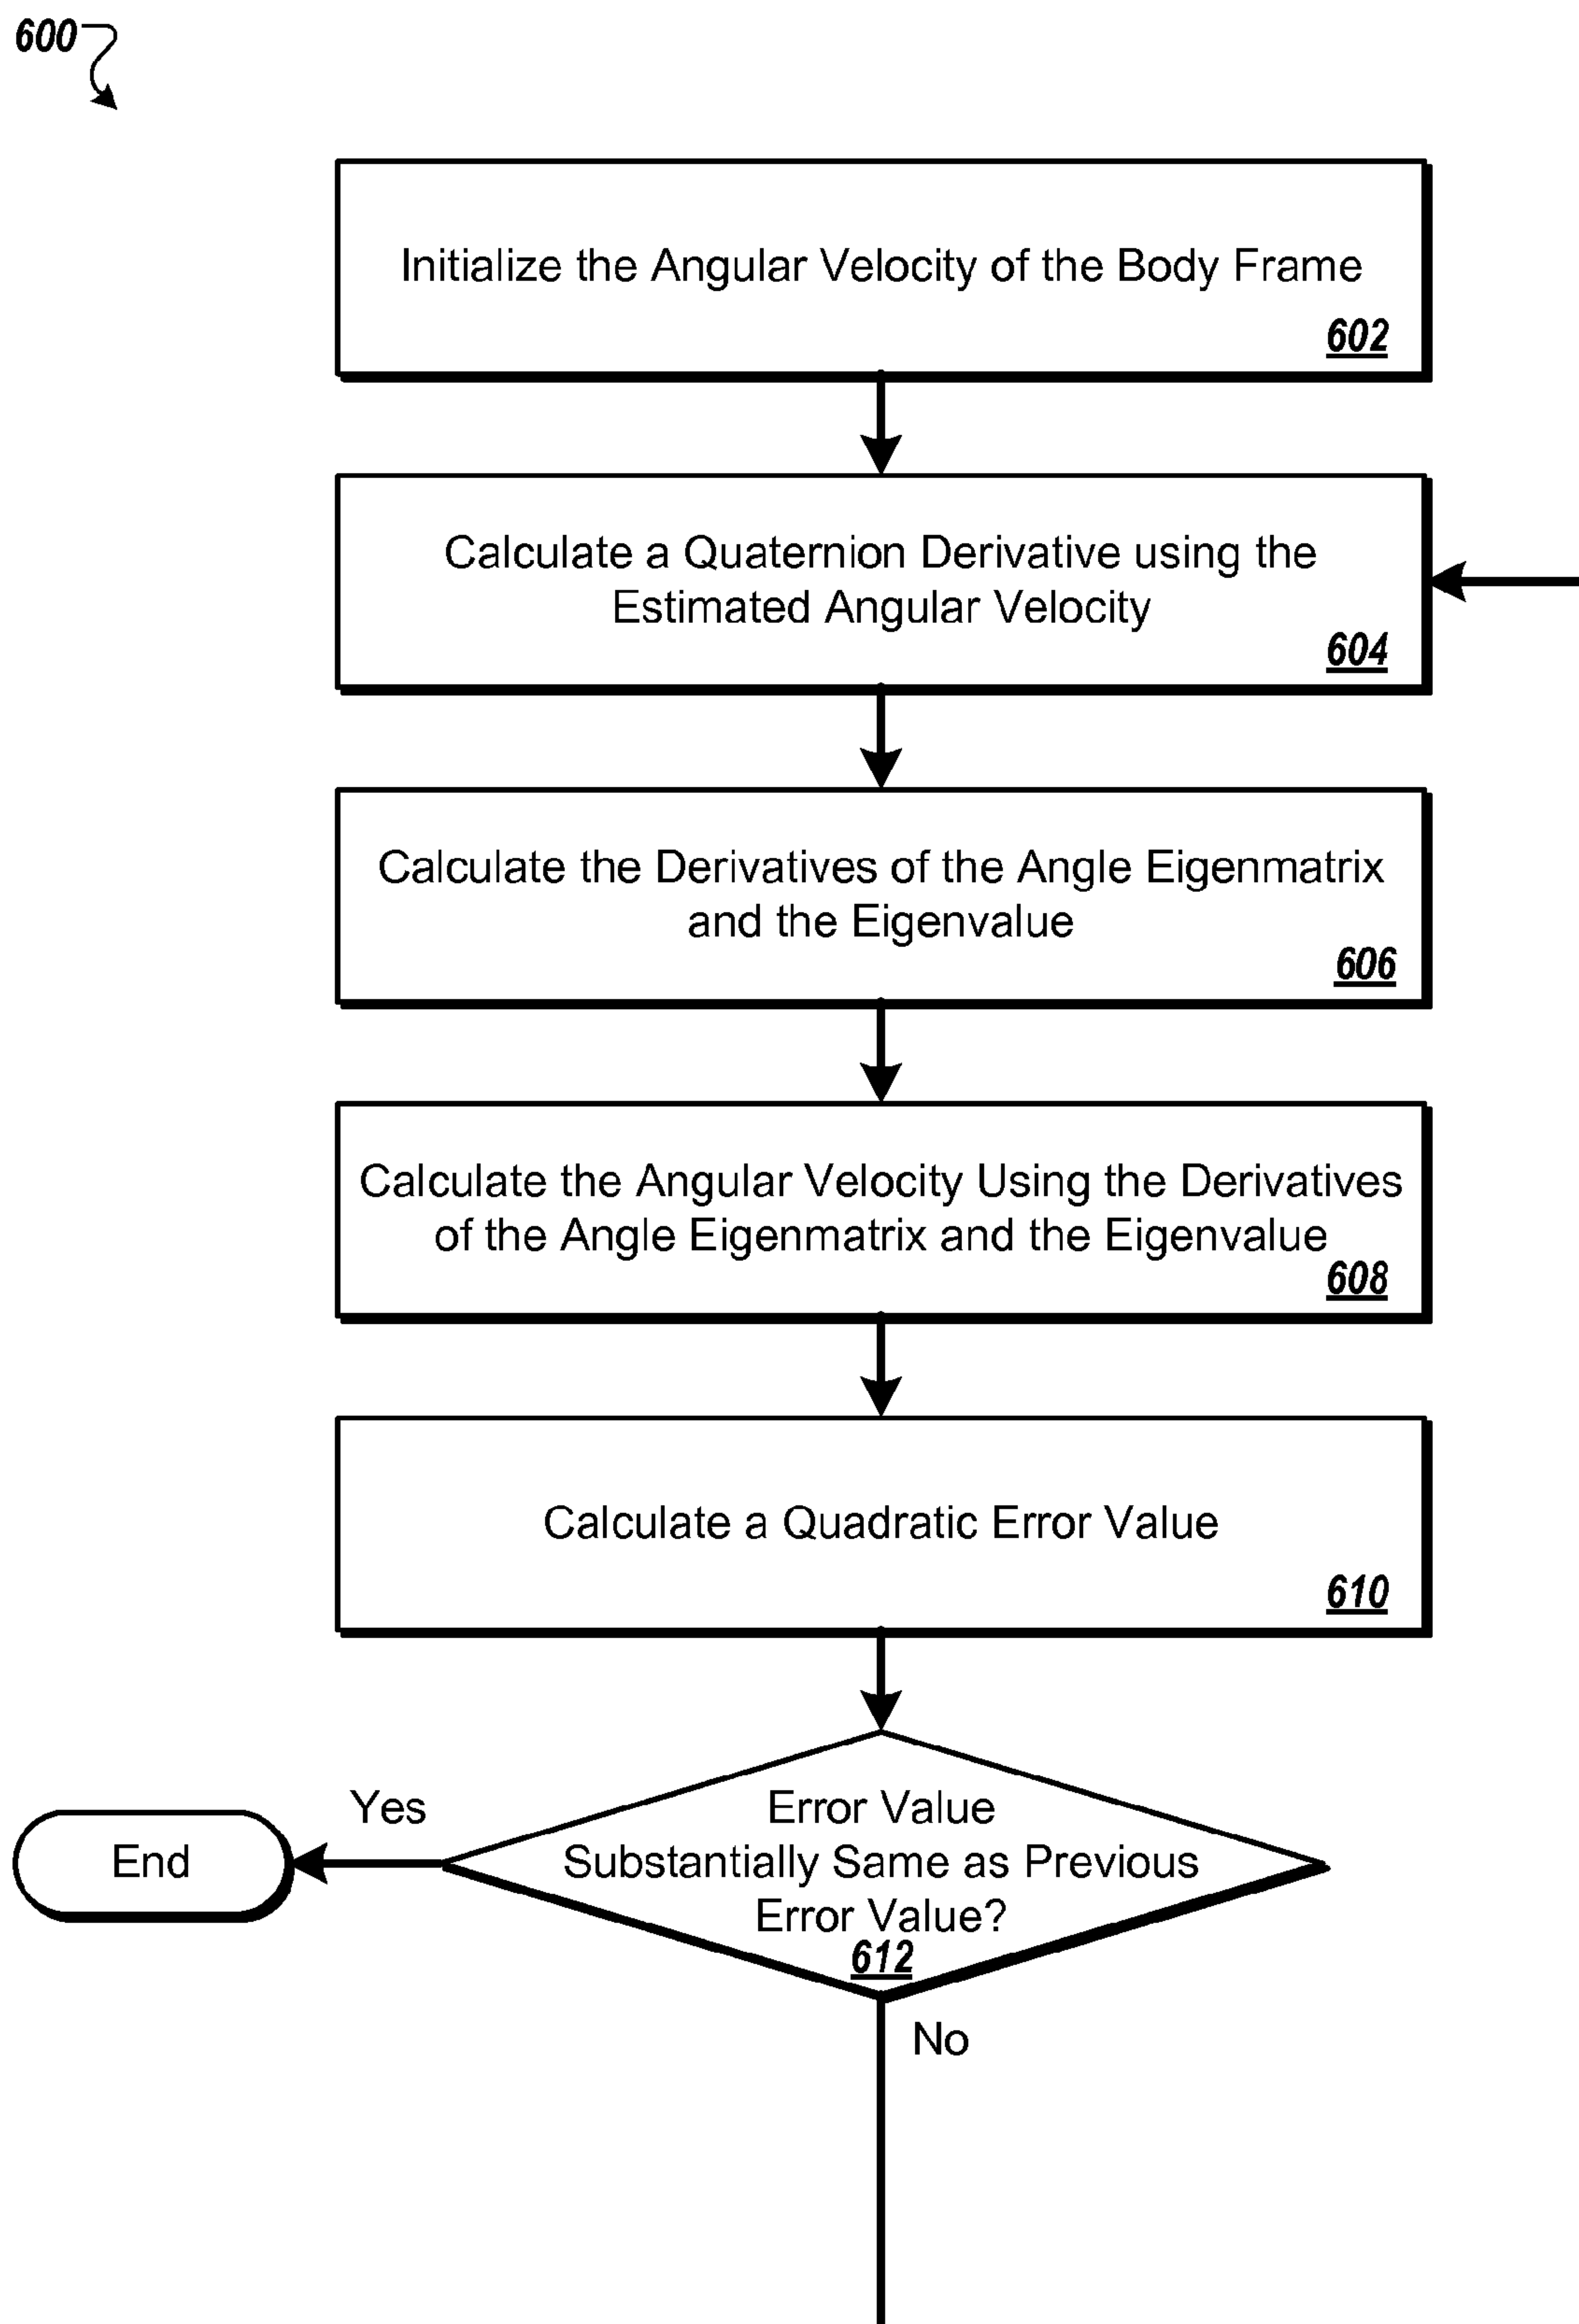 600
Initialize the Angular Velocity of the Body Frame
602
Calculate a Quaternion Derivative using the
Estimated Angular Velocity
604
Calculate the Derivatives of the Angle Eigenmatrix
and the Eigenvalue
606
Calculate the Angular Velocity Using the Derivatives
of the Angle Eigenmatrix and the Eigenvalue
608
Calculate a Quadratic Error Value
610
Yes
End
Error Value
Substantially Same as Previous
Error Value?
612
No